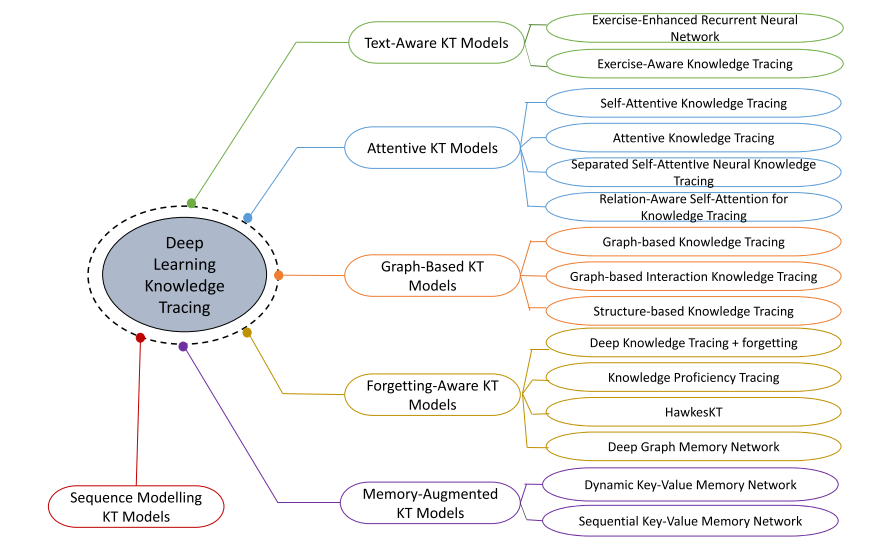 Deep
Learning
Knowledge
Tracing
Text-Aware KT Models
Exercise-Enhanced Recurrent Neural
Network
Exercise-Aware Knowledge Tracing
Attentive KT Models
Self-Attentive Knowledge Tracing
Attentive Knowledge Tracing
Separated Self-Attentive Neural Knowledge
Tracing
Relation-Aware Self-Attention for
Knowledge Tracing
Graph-Based KT
Models
Graph-based Knowledge Tracing
Graph-based Interaction Knowledge Tracing
Structure-based Knowledge Tracing
Forgetting-Aware KT
Models
Deep Knowledge Tracing + forgetting
Knowledge Proficiency Tracing
HawkesKT
Deep Graph Memory Network
Memory-Augmented
KT Models
Dynamic Key-Value Memory Network
Sequential Key-Value Memory Network
Sequence Modelling
KT Models